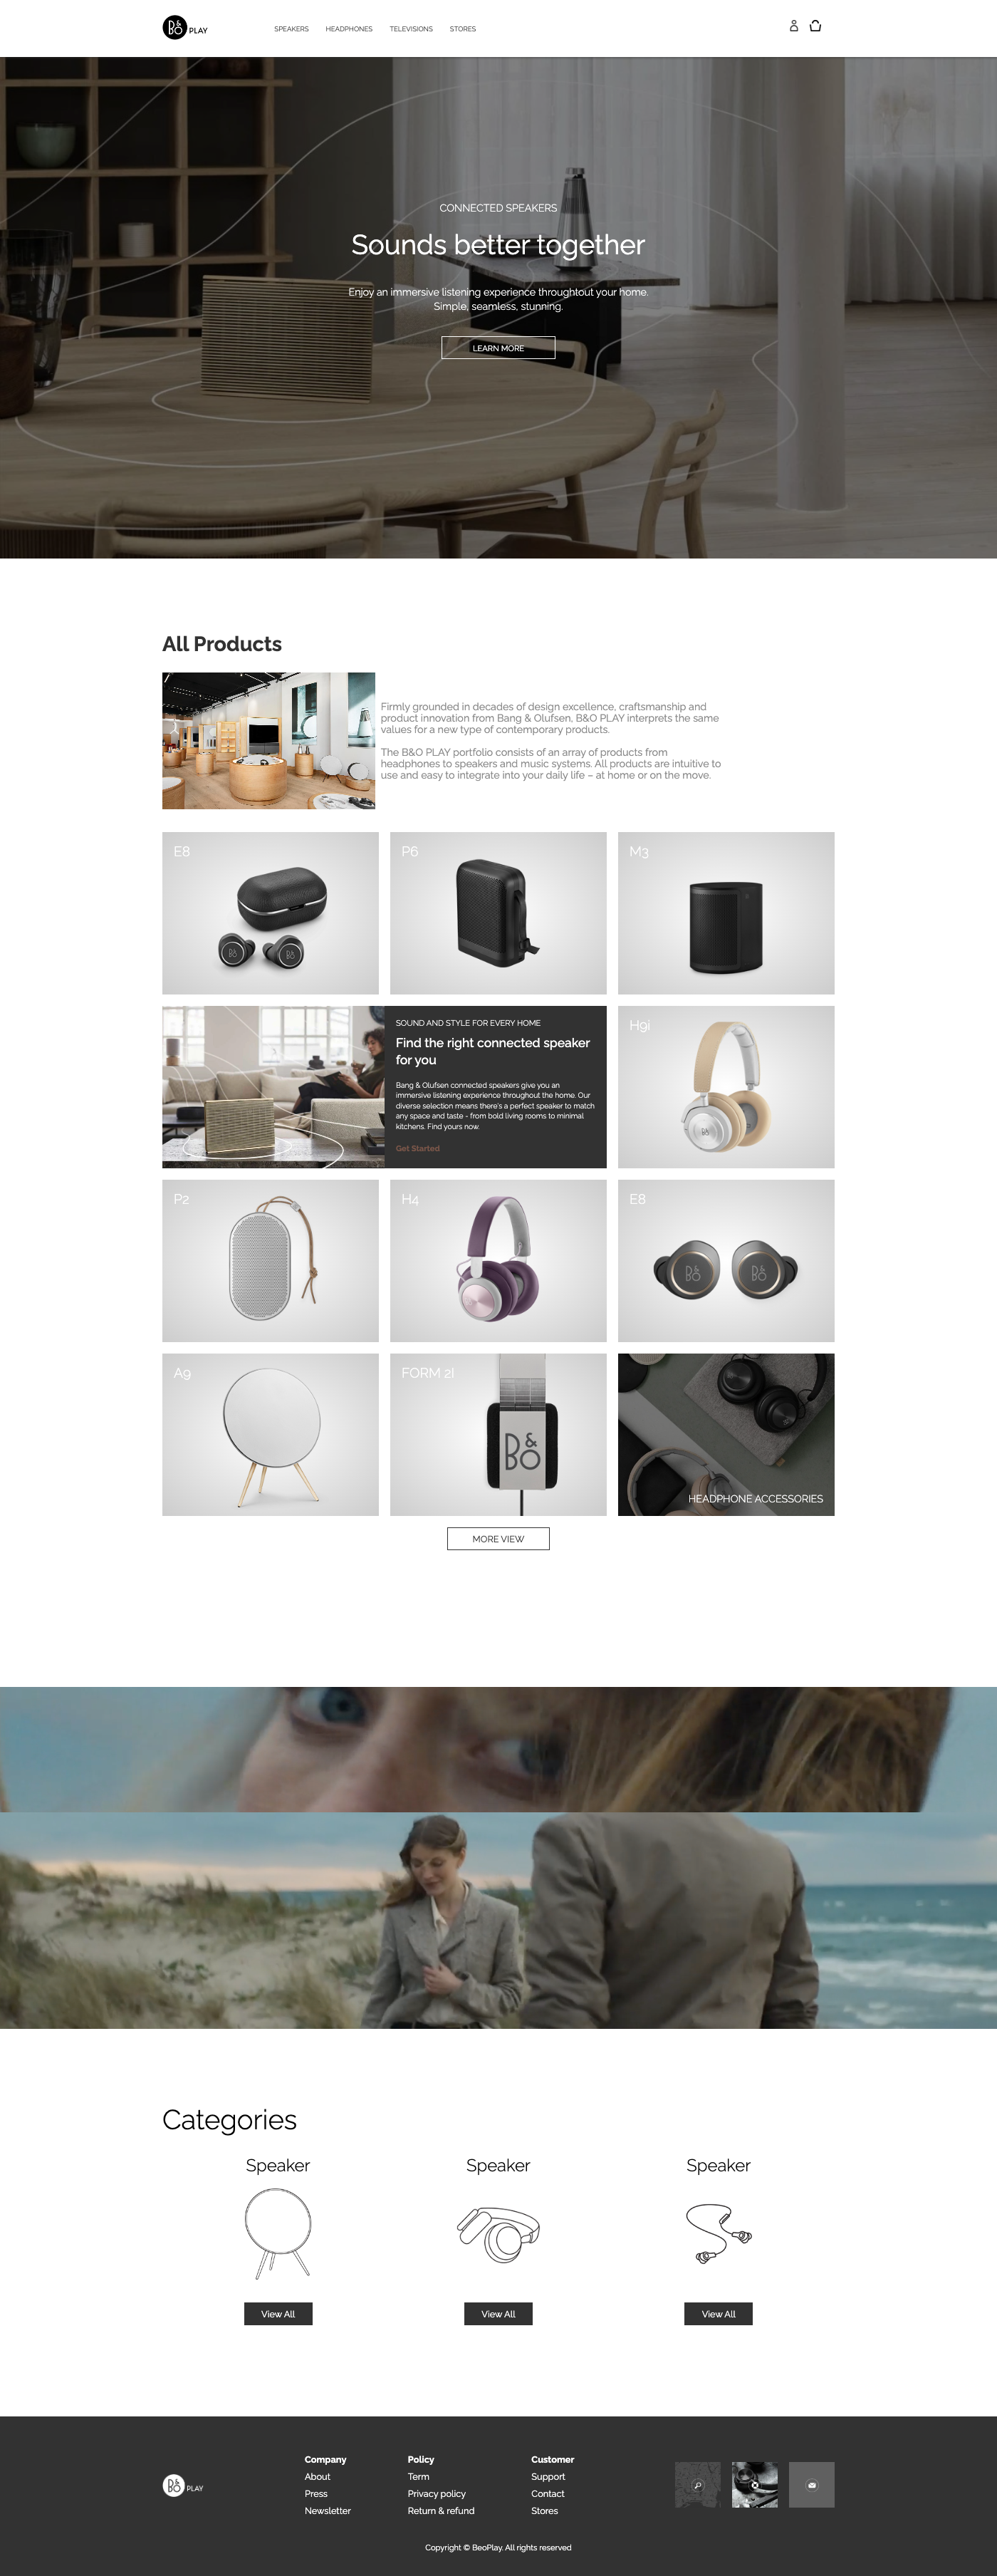 B&O PLAY
SPEAKERS HEADPHONES TELEVISIONS STORES
CONNECTED SPEAKERS
Sounds better together
Enjoy an immersive listening experience throughtout your home.
Simple, seamless, stunning.
LEARN MORE
All Products
Firmly grounded in decades of design excellence, craftsmanship and
product innovation from Bang & Olufsen, B&O PLAY interprets the same
values for a new type of contemporary products.
The B&O PLAY portfolio consists of an array of products from
headphones to speakers and music systems. All products are intuitive to
use and easy to integrate into your daily life – at home or on the move.
E8
B&O
B&O
P6
M3
SOUND AND STYLE FOR EVERY HOME
Find the right connected speaker
for you
Bang & Olufsen connected speakers give you an
immersive listening experience throughout the home. Our
diverse selection means there's a perfect speaker to match
any space and taste - from bold living rooms to minimal
kitchens. Find yours now.
Get Started
H9i
B&O
P2
H4
E8
B&O
B&O
A9
FORM 2I
B&O
HEADPHONE ACCESSORIES
MORE VIEW
Categories
Speaker
View All
Speaker
View All
Speaker
View All
B&O PLAY
Company
About
Press
Newsletter
Policy
Term
Privacy policy
Return & refund
Customer
Support
Contact
Stores
Copyright © BeoPlay. All rights reserved